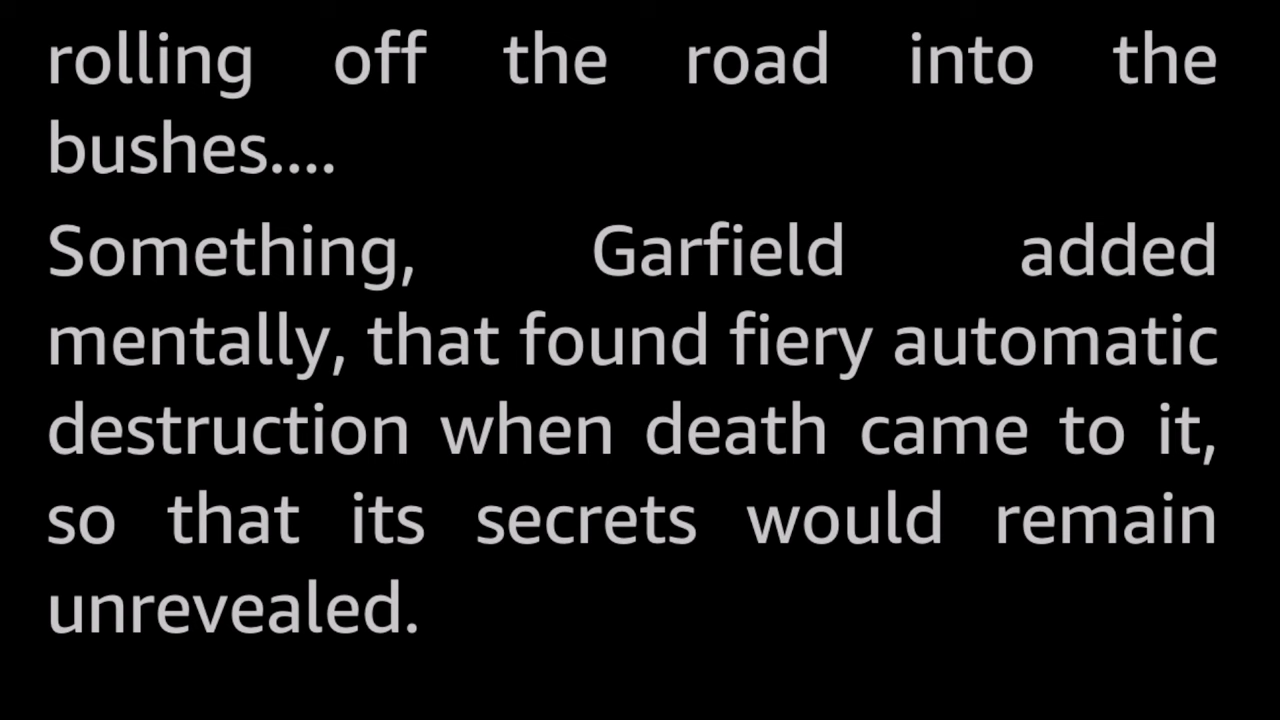 rolling off the road into the
bushes....
Something, Garfield added
mentally, that found fiery automatic
destruction when death came to it,
so that its secrets would remain
unrevealed.